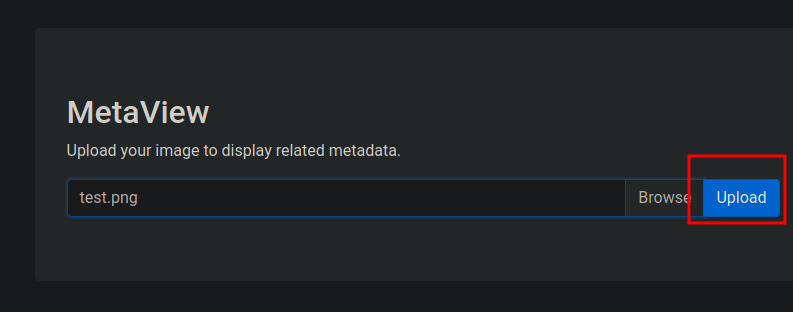 MetaView
Upload your image to display related metadata.
test.png Browse Upload